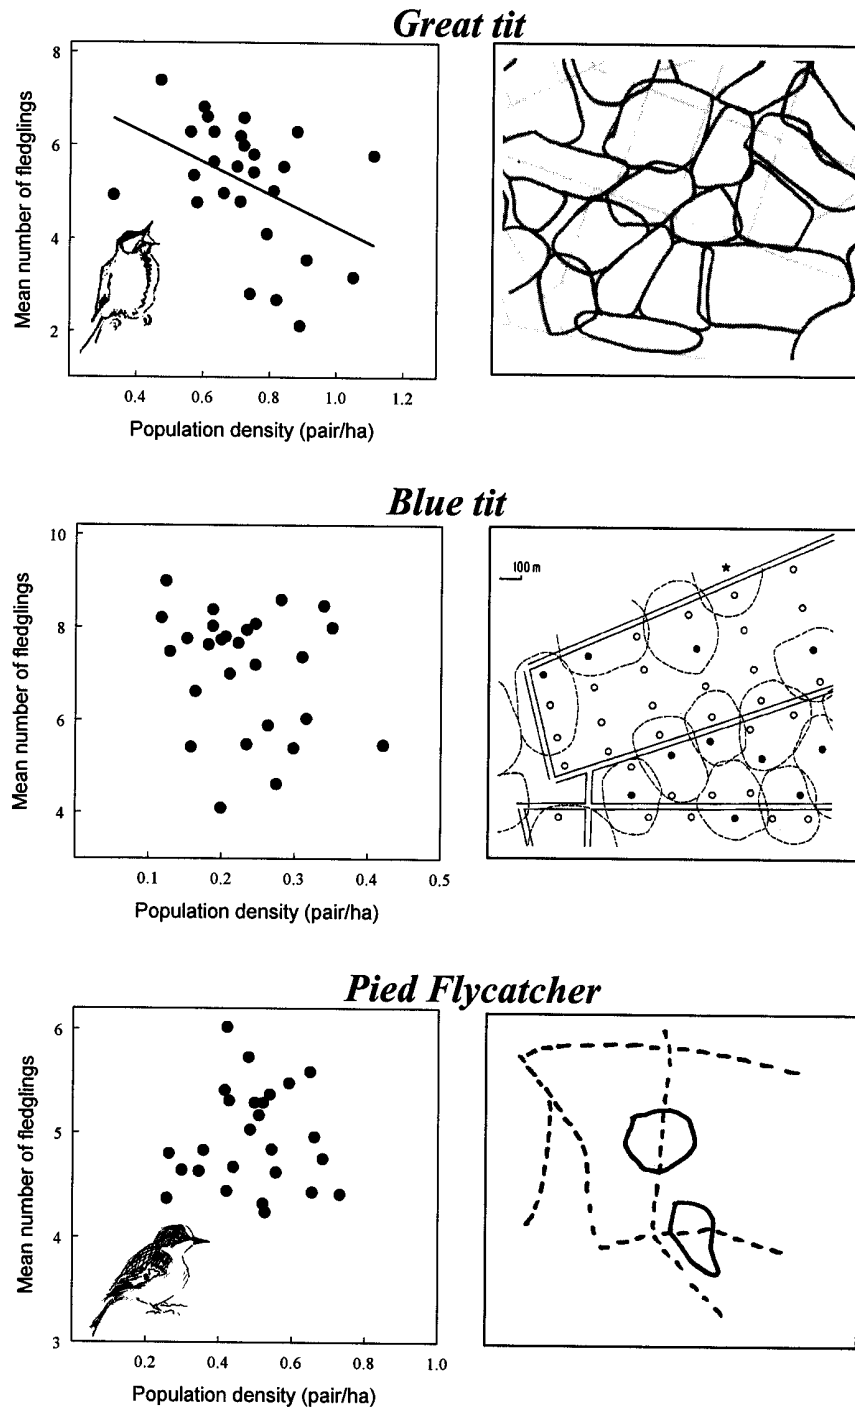 Great tit
8
6
4
2
Mean number of fledglings
0.4 0.6 0.8 1.0 1.2
Population density (pair/ha)
Blue tit
10
8
6
4
Mean number of fledglings
0.1 0.2 0.3 0.4 0.5
Population density (pair/ha)
100 m
Pied Flycatcher
6
5
4
3
Mean number of fledglings
0.2 0.4 0.6 0.8 1.0
Population density (pair/ha)